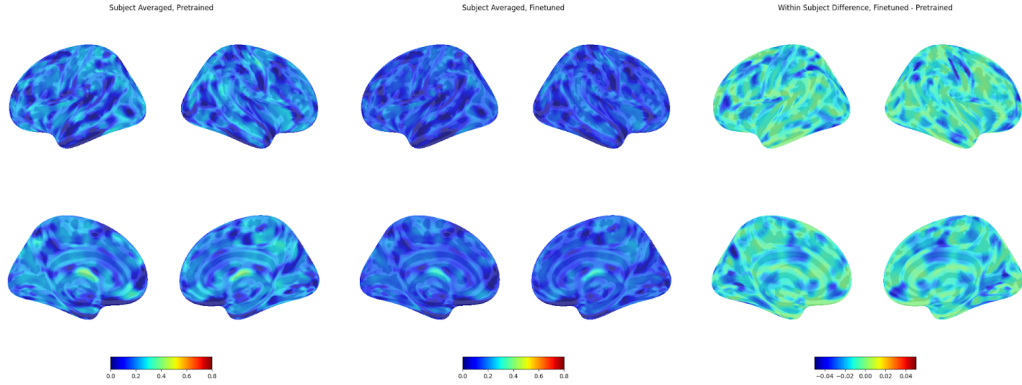 Subject Averaged, Pretrained
Subject Averaged, Finetuned
Within Subject Difference, Finetuned - Pretrained
0.0 0.2 0.4 0.6 0.8
0.0 0.2 0.4 0.6 0.8
−0.04 −0.02 0.00 0.02 0.04